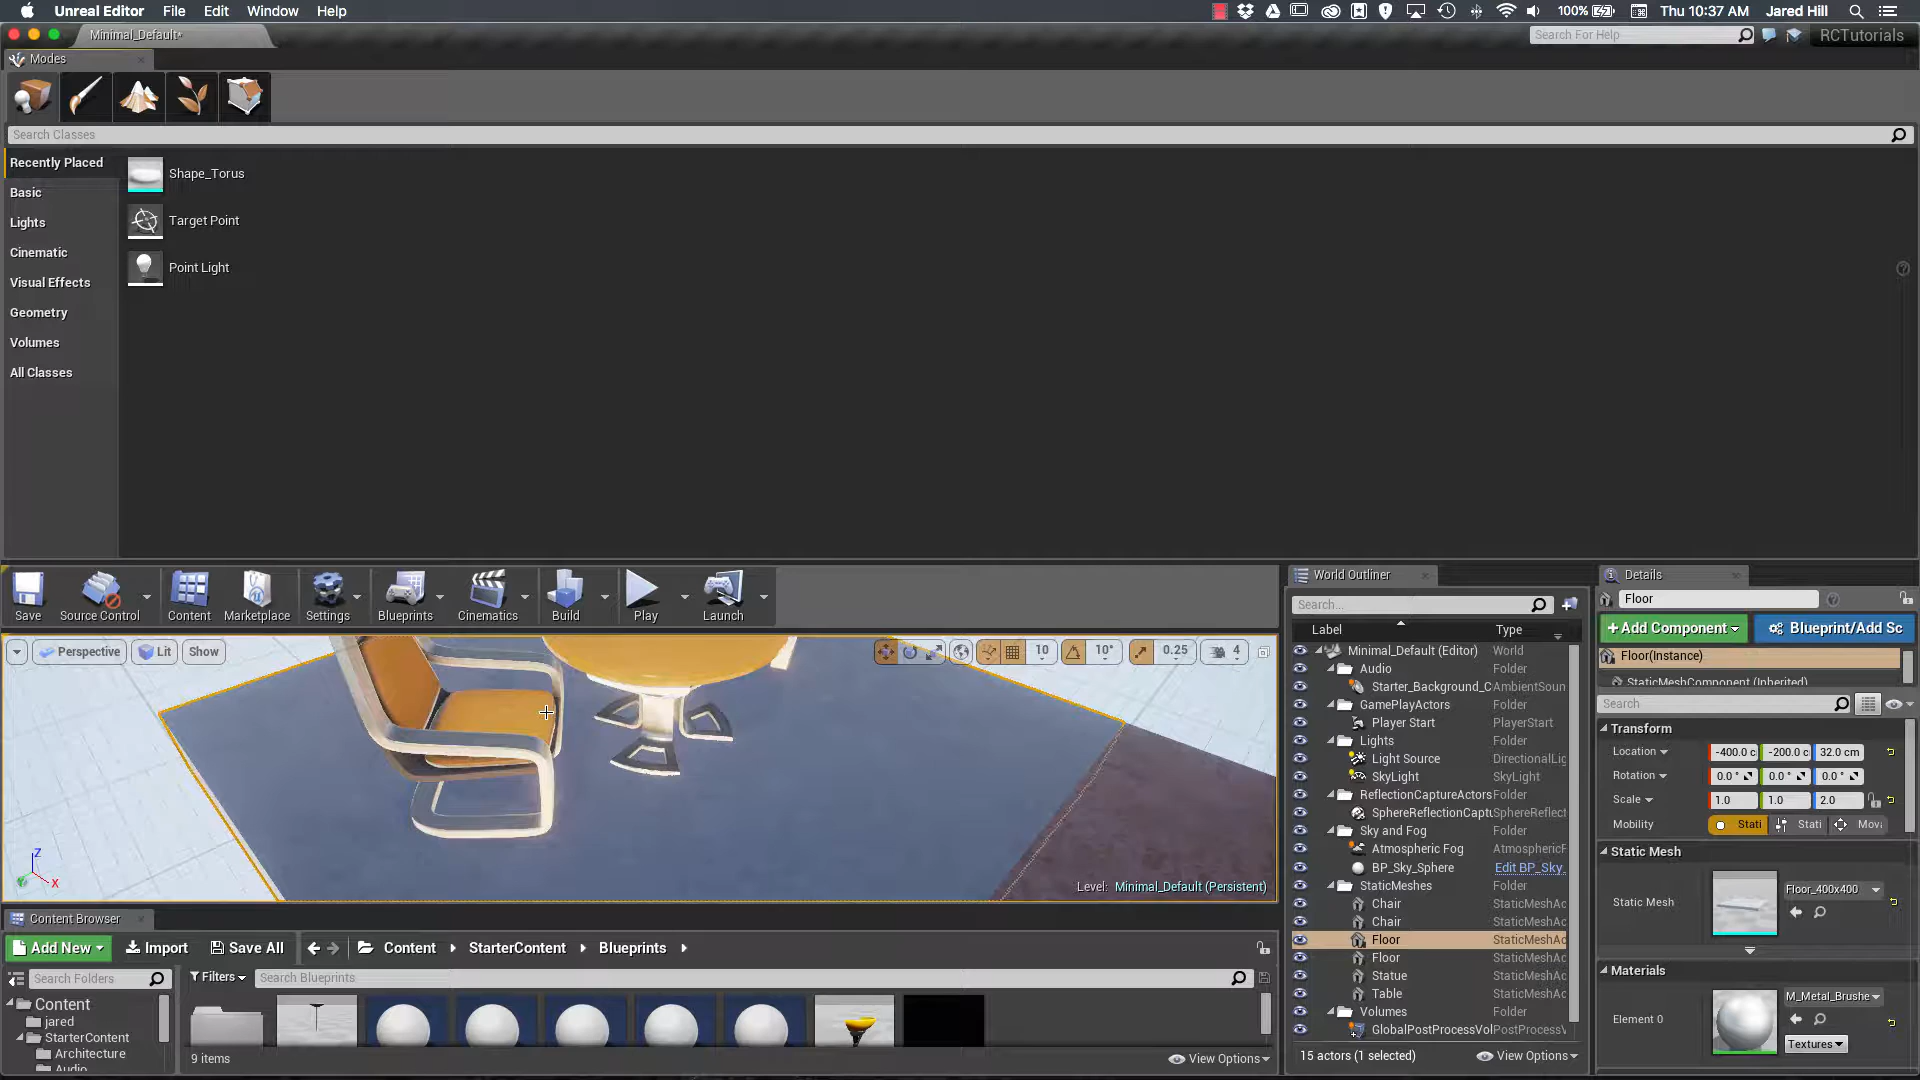 Unreal Editor File Edit Window Help
100% Thu 10:37 AM Jared Hill
Minimal_Default*
Search For Help
RCTutorials
Modes
Search Classes
Recently Placed
Basic
Lights
Cinematic
Visual Effects
Geometry
Volumes
All Classes
Shape_Torus
Target Point
Point Light
Save
Source Control
Content
Marketplace
Settings
Blueprints
Cinematics
Build
Play
Launch
Perspective Lit Show
10 10° 0.25 4
Z
X
Level: Minimal_Default (Persistent)
Content Browser
Add New Import Save All Content StarterContent Blueprints
Search Folders
Filters Search Blueprints
Content
jared
StarterContent
Architecture
Audio
9 items
View Options
World Outliner
Search...
Label Type
Minimal_Default (Editor) World
Audio Folder
Starter_Background_C AmbientSoun
GamePlayActors Folder
Player Start PlayerStart
Lights Folder
Light Source DirectionalLig
SkyLight SkyLight
ReflectionCaptureActors Folder
SphereReflectionCaptu SphereReflect
Sky and Fog Folder
Atmospheric Fog AtmosphericF
BP_Sky_Sphere Edit BP_Sky_
StaticMeshes Folder
Chair StaticMeshAc
Chair StaticMeshAc
Floor StaticMeshAc
Floor StaticMeshAc
Statue StaticMeshAc
Table StaticMeshAc
Volumes Folder
GlobalPostProcessVol PostProcessV
15 actors (1 selected) View Options
Details
Floor
+Add Component Blueprint/Add Sc
Floor(Instance)
StaticMeshComponent (Inherited)
Search
Transform
Location -400.0 c -200.0 c 32.0 cm
Rotation 0.0 ° 0.0 ° 0.0 °
Scale 1.0 1.0 2.0
Mobility Stati Stati Mova
Static Mesh
Static Mesh Floor_400x400
Materials
Element 0 M_Metal_Brushe
Textures